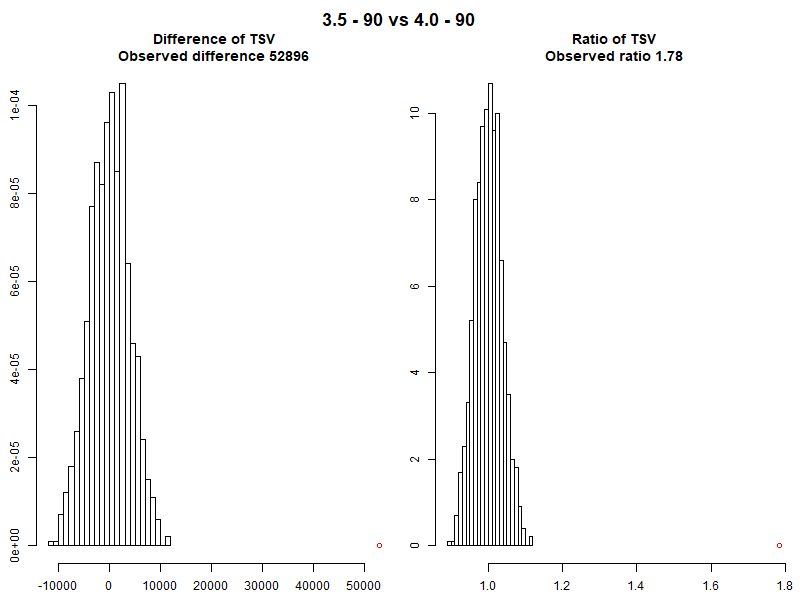 3.5 - 90 vs 4.0 - 90
Difference of TSV
Observed difference 52896
1e-04
8e-05
6e-05
4e-05
2e-05
0e+00
-10000 0 10000 20000 30000 40000 50000
Ratio of TSV
Observed ratio 1.78
10
8
6
4
2
0
1.0 1.2 1.4 1.6 1.8